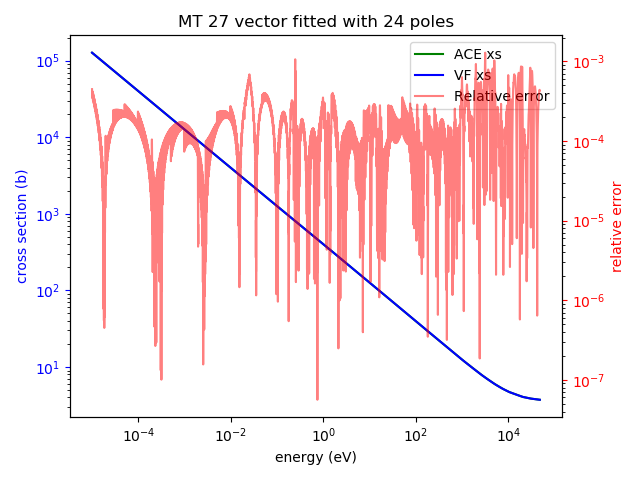 MT 27 vector fitted with 24 poles
ACE xs
VF xs
Relative error
cross section (b)
10^5
10^4
10^3
10^2
10^1
relative error
10^-3
10^-4
10^-5
10^-6
10^-7
10^-4
10^-2
10^0
10^2
10^4
energy (eV)